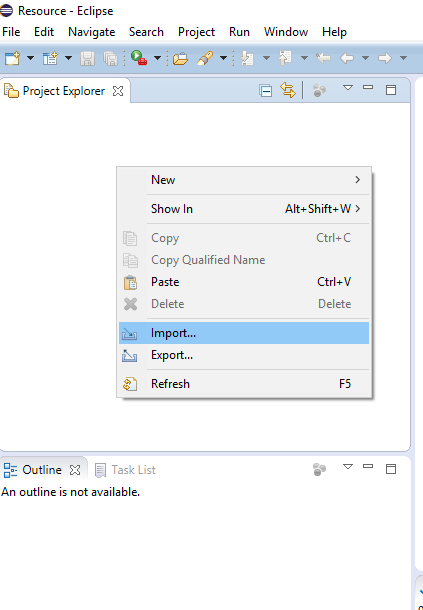 Resource - Eclipse
File Edit Navigate Search Project Run Window Help
Project Explorer
New
Show In Alt+Shift+W
Copy Ctrl+C
Copy Qualified Name
Paste Ctrl+V
Delete Delete
Import...
Export...
Refresh F5
Outline Task List
An outline is not available.